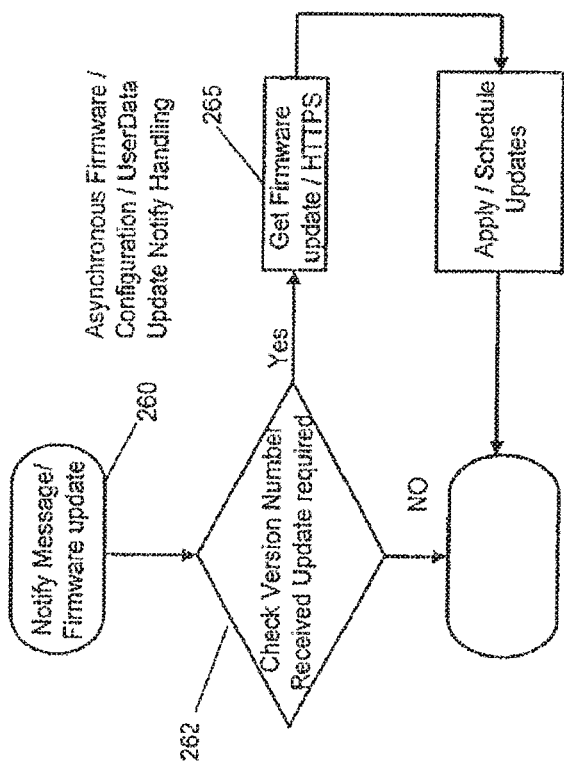 Asynchronous Firmware /
Configuration / UserData
Update Notify Handling
Notify Message/
Firmware update
260
Check Version Number
Received Update required
262
Yes
Get Firmware
update / HTTPS
265
Apply / Schedule
Updates
NO